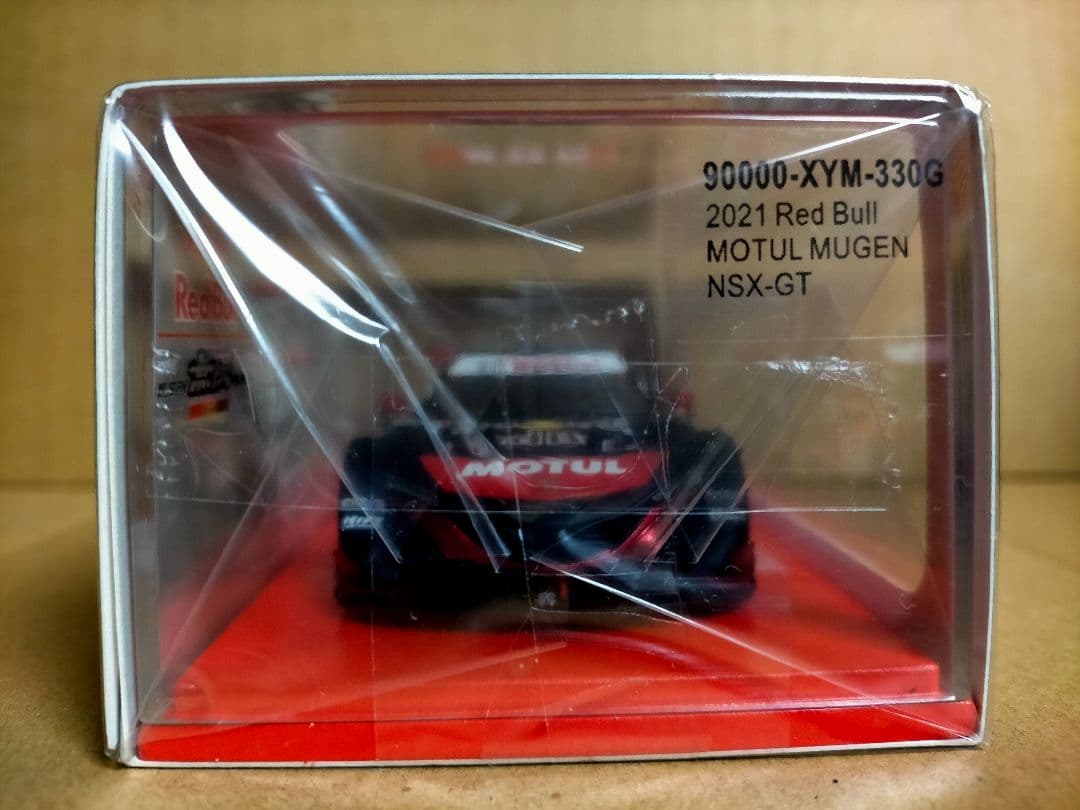 90000-XYM-330G
2021 Red Bull
MOTUL MUGEN
NSX-GT
MOTUL